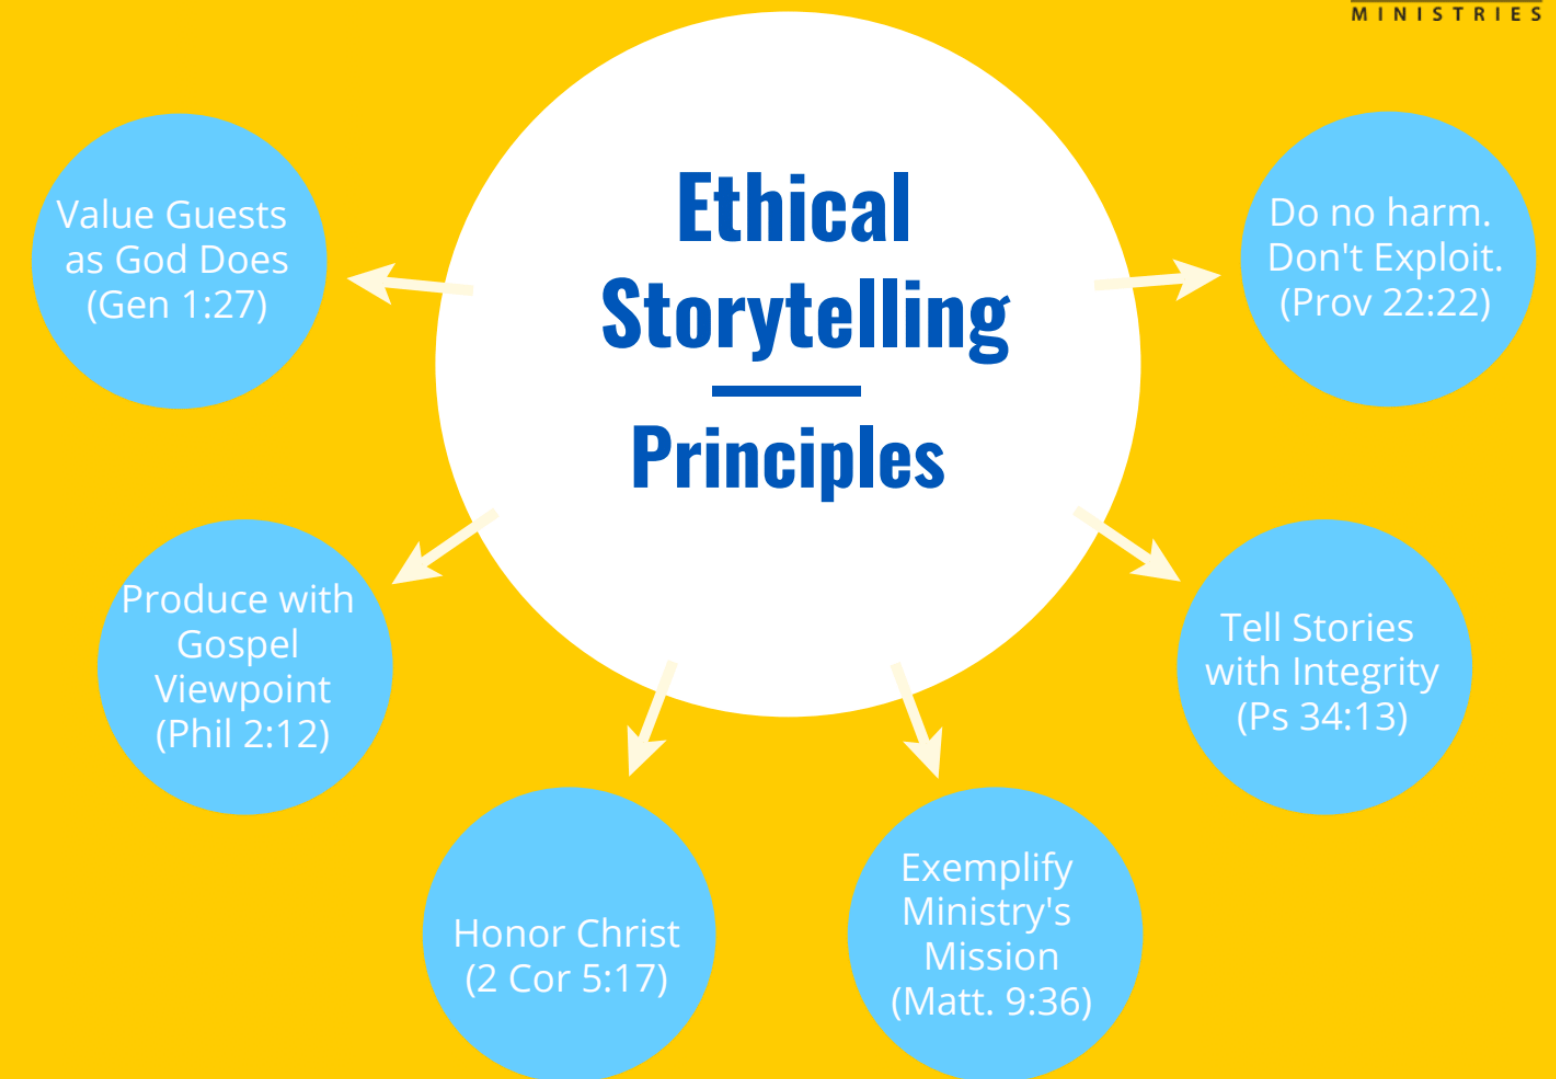 MINISTRIES
Ethical
Storytelling
Principles
Value Guests
as God Does
(Gen 1:27)
Produce with
Gospel
Viewpoint
(Phil 2:12)
Honor Christ
(2 Cor 5:17)
Exemplify
Ministry's
Mission
(Matt. 9:36)
Tell Stories
with Integrity
(Ps 34:13)
Do no harm.
Don't Exploit.
(Prov 22:22)